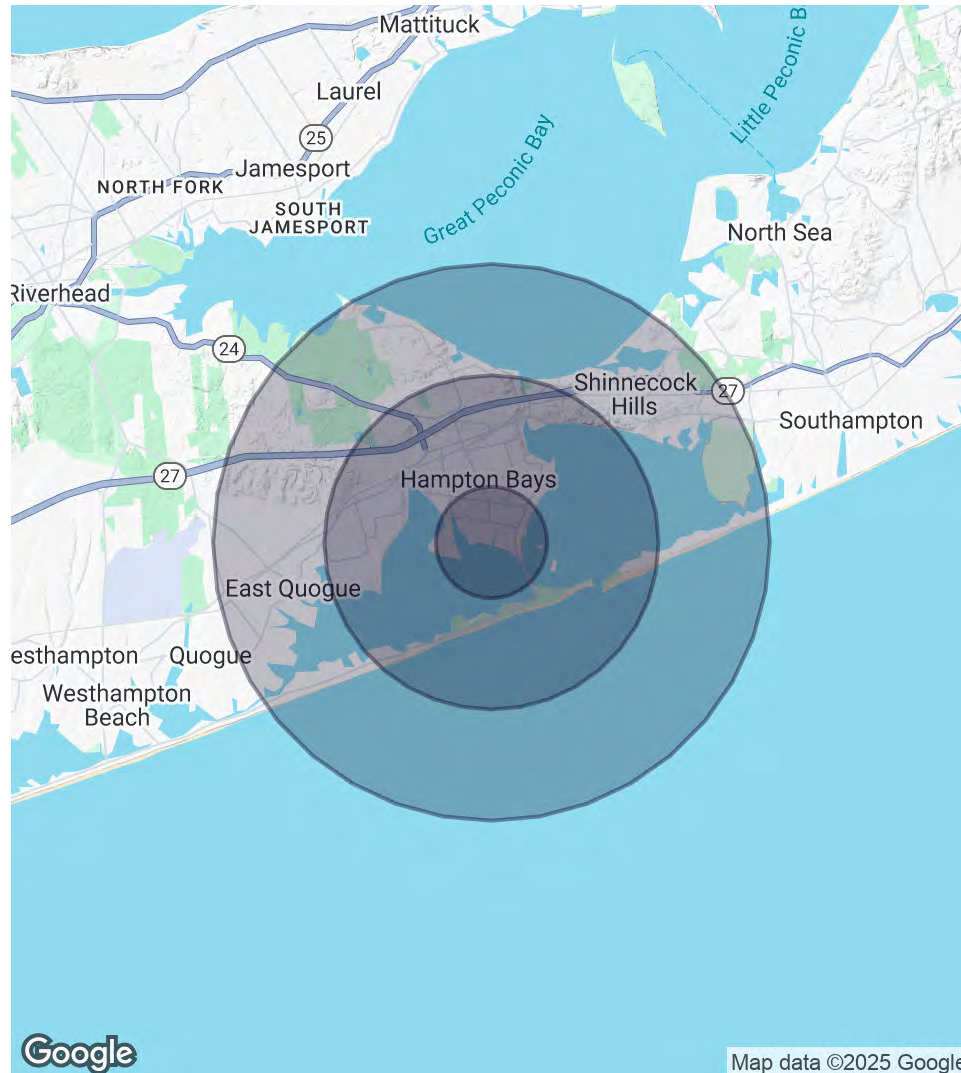 Mattituck
Little Peconic B
Laurel
25
Great Peconic Bay
Jamesport
NORTH FORK
SOUTH
JAMESPORT
North Sea
Riverhead
24
Shinnecock
Hills
27
Southampton
27
Hampton Bays
East Quogue
esthampton
Quogue
Westhampton
Beach
Google
Map data ©2025 Google